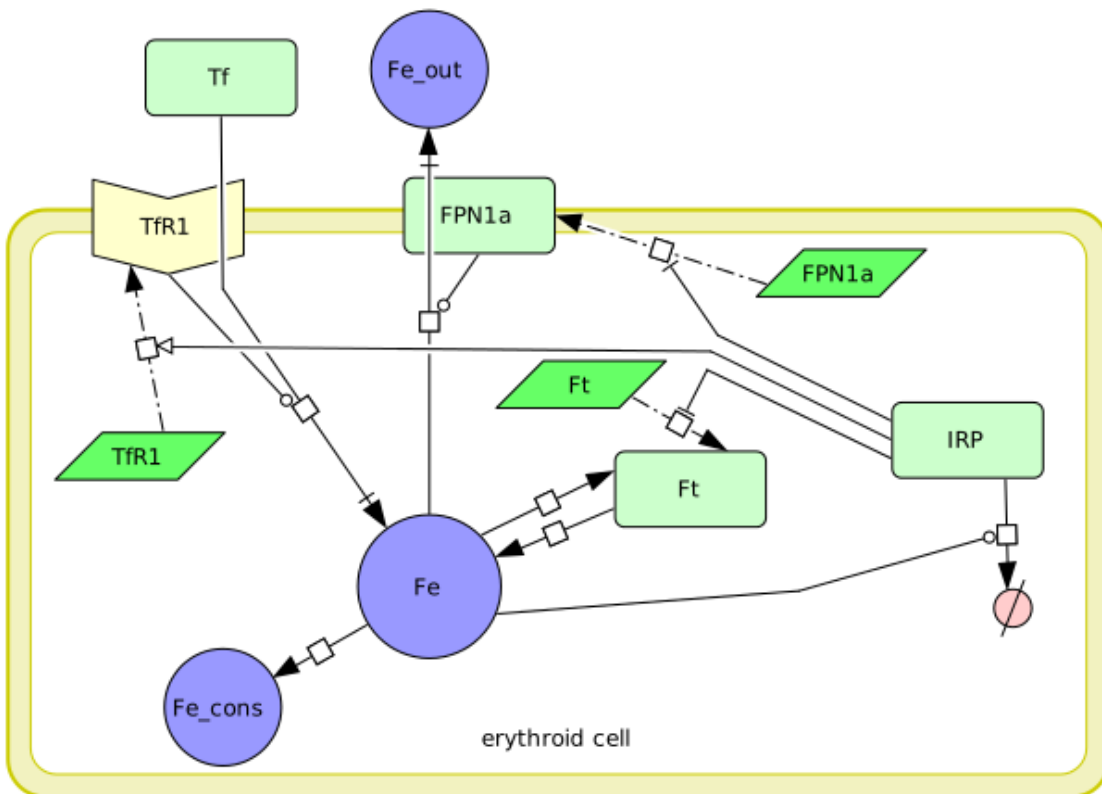 Tf
Fe_out
TfR1
FPN1a
FPN1a
Ft
TfR1
IRP
Ft
Fe
Fe_cons
erythroid cell